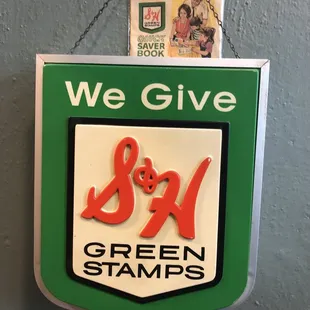 S&H
QUICK
SAVER
BOOK
We Give
S&H
GREEN
STAMPS